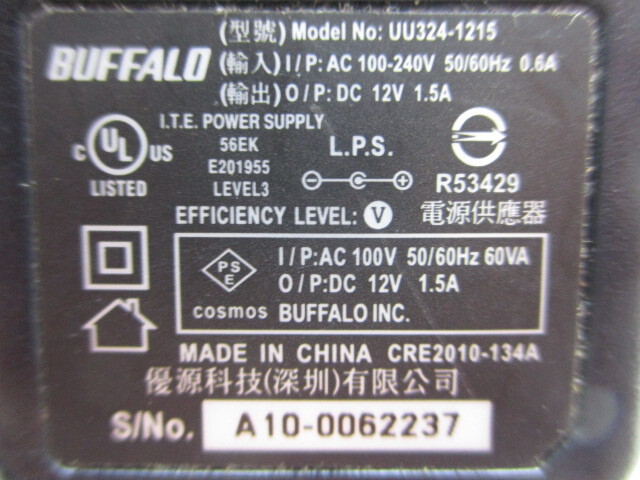 (型號) Model No: UU324-1215
BUFFALO (輸入) I/P: AC 100-240V 50/60Hz 0.6A
(輸出) O/P: DC 12V 1.5A
I.T.E. POWER SUPPLY
c UL US
LISTED
56EK
E201955
LEVEL3
L.P.S.
R53429
EFFICIENCY LEVEL: V 電源供應器
PSE
I/P:AC 100V 50/60Hz 60VA
O/P:DC 12V 1.5A
cosmos BUFFALO INC.
MADE IN CHINA CRE2010-134A
優源科技(深圳)有限公司
S/No. A10-0062237